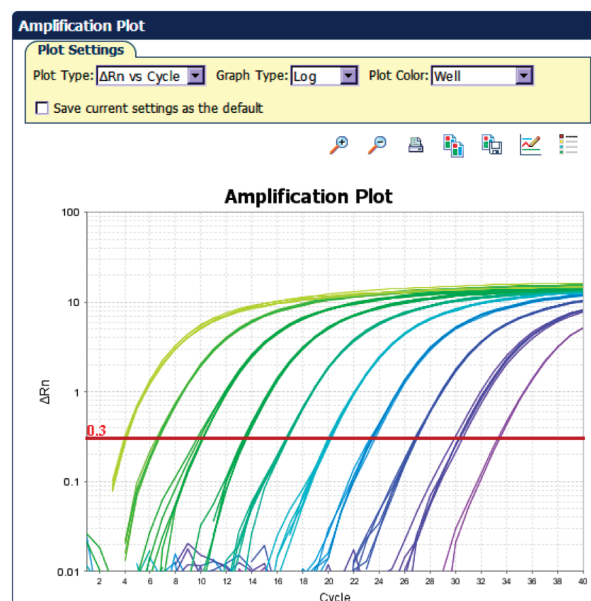 Amplification Plot
Plot Settings
Plot Type: ΔRn vs Cycle Graph Type: Log Plot Color: Well
Save current settings as the default
Amplification Plot
100
10
1
0.3
0.1
0.01
ΔRn
2 4 6 8 10 12 14 16 18 20 22 24 26 28 30 32 34 36 38 40
Cycle